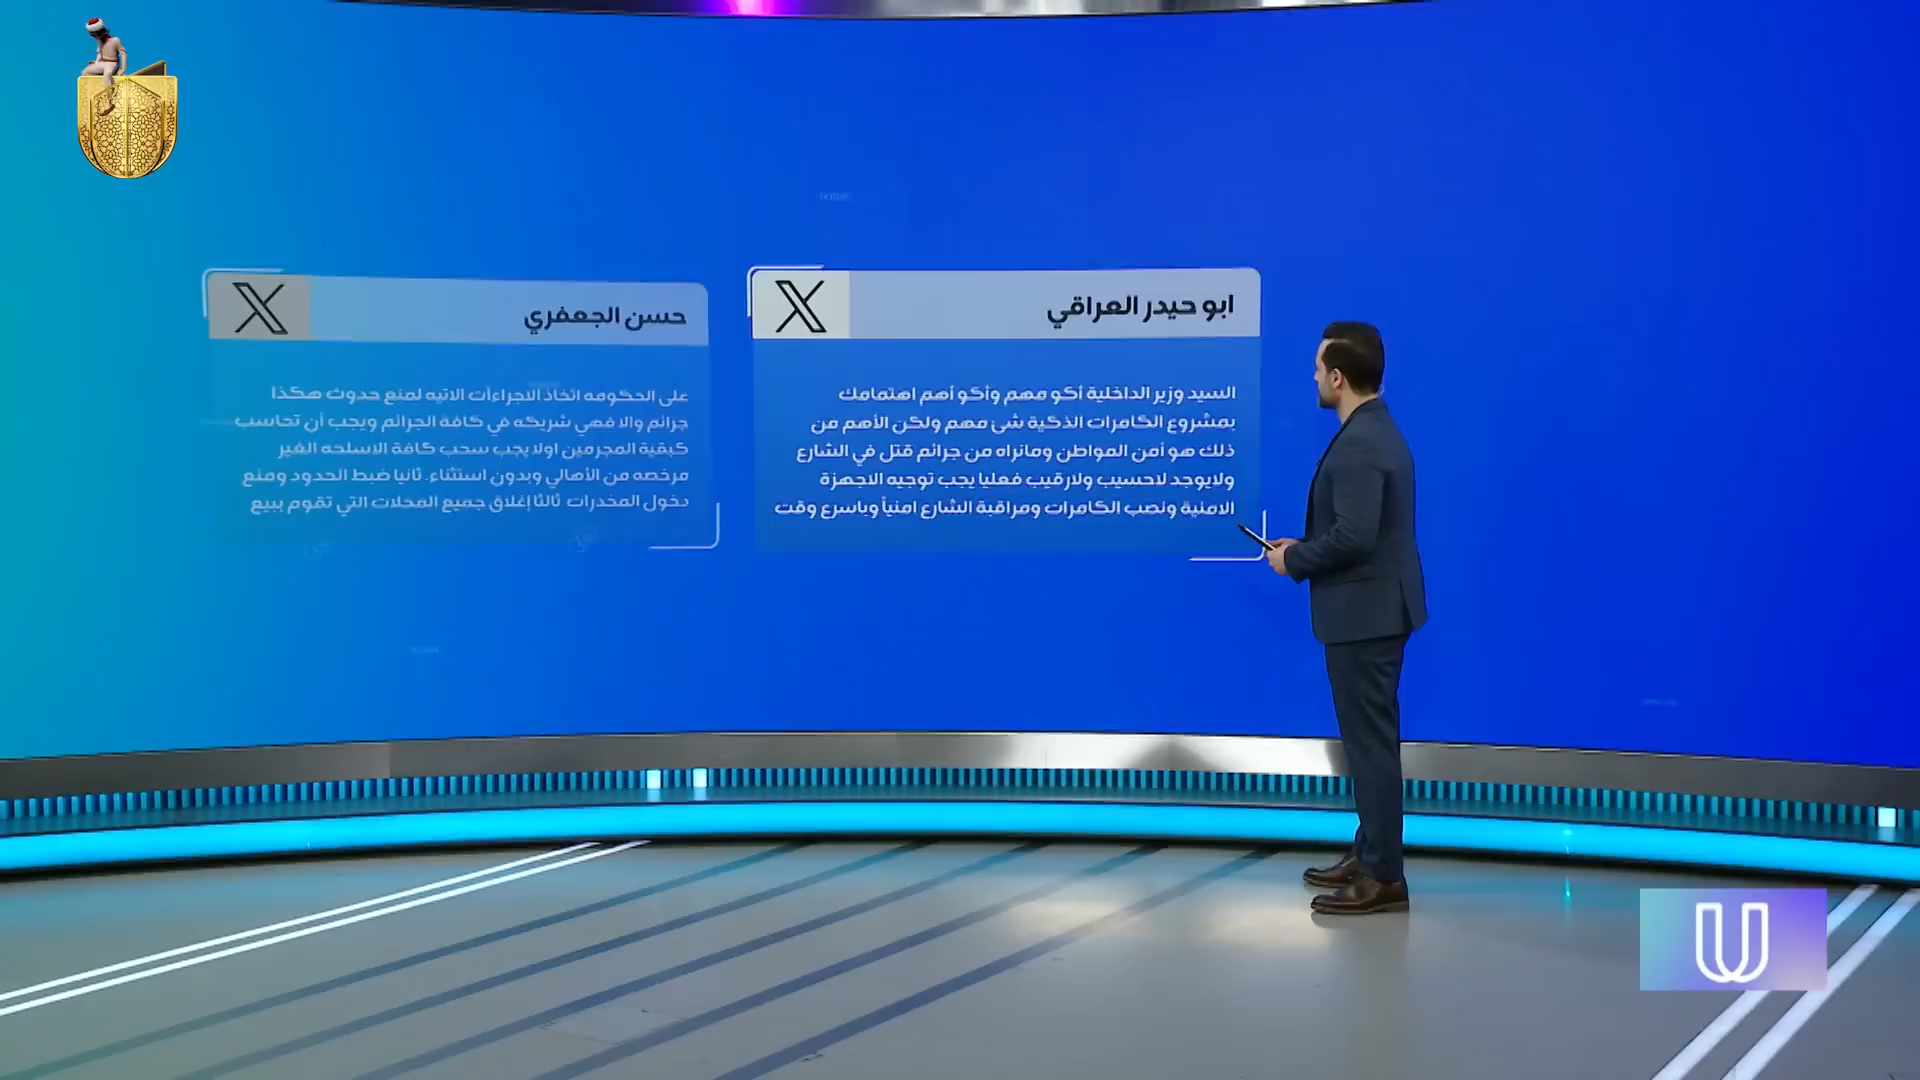 ابو حيدر العراقي
السيد وزير الداخلية أكو مهم وأكو أهم اهتمامك
بمشروع الكامرات الذكية شئ مهم ولكن الأهم من
ذلك هو أمن المواطن ومانراه من جرائم قتل في الشارع
ولايوجد لاحسيب ولارقيب فعليا يجب توجيه الاجهزة
الامنية ونصب الكامرات ومراقبة الشارع امنياً وباسرع وقت
حسن الجعفري
على الحكومه اتخاذ الاجراءات الاتيه لمنع حدوث هكذا
جرائم والا فهي شريكه في كافة الجرائم ويجب أن تحاسب
كبقية المجرمين اولا يجب سحب كافة الاسلحه الغير
مرخصه من الأهالي وبدون استثناء. ثانيا ضبط الحدود ومنع
دخول المخدرات ثالثا إغلاق جميع المحلات التي تقوم ببيع